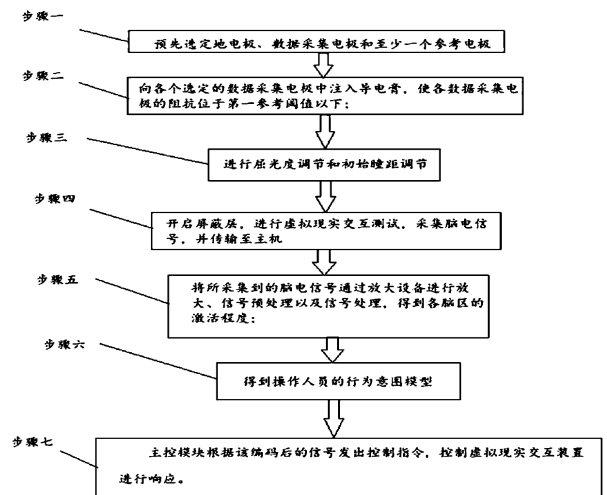 步骤一
预先选定地电极、数据采集电极和至少一个参考电极
步骤二
向各个选定的数据采集电极中注入导电膏，使各数据采集电
极的阻抗位于第一参考阈值以下；
步骤三
进行屈光度调节和初始瞳距调节
步骤四
开启屏蔽层，进行虚拟现实交互测试，采集脑电信
号，并传输至主机
步骤五
将所采集到的脑电信号通过放大设备进行放
大、信号预处理以及信号处理，得到各脑区的
激活程度；
步骤六
得到操作人员的行为意图模型
步骤七
主控模块根据该编码后的信号发出控制指令，控制虚拟现实交互装置
进行响应。